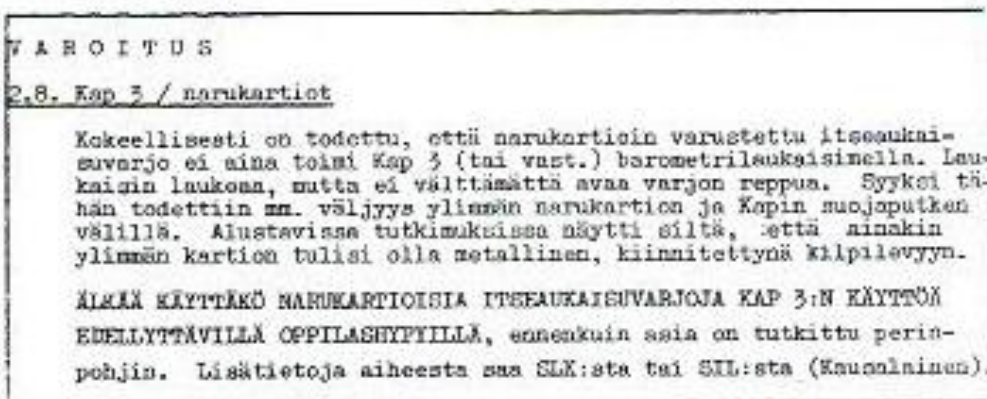 VAROITUS
2.8. Kap 3 / narukartiot
Kokeellisesti on todettu, että narukartioin varustettu itseaukai-
suvarjo ei aina toimi Kap 3 (tai vast.) barometrilaukaisimella. Lau-
kaisin laukeaa, mutta ei välttämättä avaa varjon reppua. Syyksi tä-
hän todettiin mm. väljyys ylimmän narukartion ja Kapin suojaputken
välillä. Alustavissa tutkimuksissa näytti siltä, että ainakin
ylimmän kartion tulisi olla metallinen, kiinnitettynä kilpilevyyn.
ÄLKÄÄ KÄYTTÄKÖ NARUKARTIOISIA ITSEAUKAISUVARJOJA KAP 3:N KÄYTTÖÄ
EDELLYTTÄVILLÄ OPPILASHYPYILLÄ, ennenkuin asia on tutkittu perin-
pohjin. Lisätietoja aiheesta saa SLK:sta tai SIL:sta (Kausalainen).